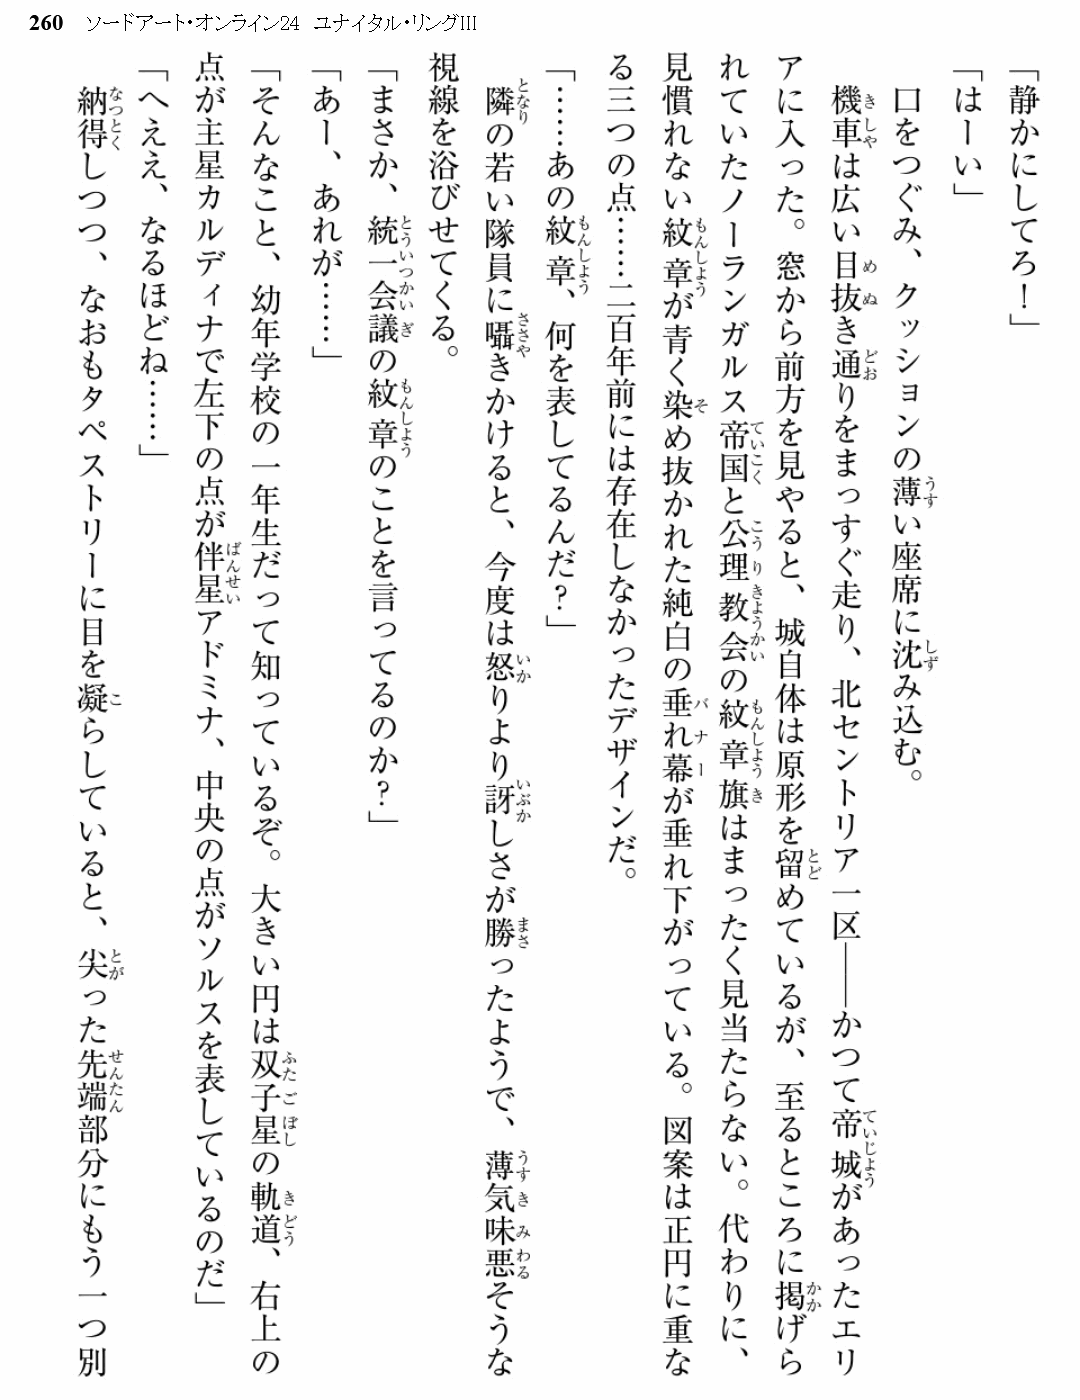 260 ソードアート・オンライン24 ユナイタル・リングIII
「静かにしてろ！」
「はーい」
口をつぐみ、クッションの薄い座席に沈み込む。
機車は広い目抜き通りをまっすぐ走り、北セントリア一区――かつて帝城があったエリ
アに入った。窓から前方を見やると、城自体は原形を留めているが、至るところに掲げら
れていたノーランガルス帝国と公理教会の紋章旗はまったく見当たらない。代わりに、
見慣れない紋章が青く染め抜かれた純白の垂れ幕が垂れ下がっている。図案は正円に重な
る三つの点……二百年前には存在しなかったデザインだ。
「……あの紋章、何を表してるんだ？」
隣の若い隊員に囁きかけると、今度は怒りより訝しさが勝ったようで、薄気味悪そうな
視線を浴びせてくる。
「まさか、統一会議の紋章のことを言ってるのか？」
「あー、あれが……」
「そんなこと、幼年学校の一年生だって知っているぞ。大きい円は双子星の軌道、右上の
点が主星カルディナで左下の点が伴星アドミナ、中央の点がソルスを表しているのだ」
「へええ、なるほどね……」
納得しつつ、なおもタペストリーに目を凝らしていると、尖った先端部分にもう一つ別